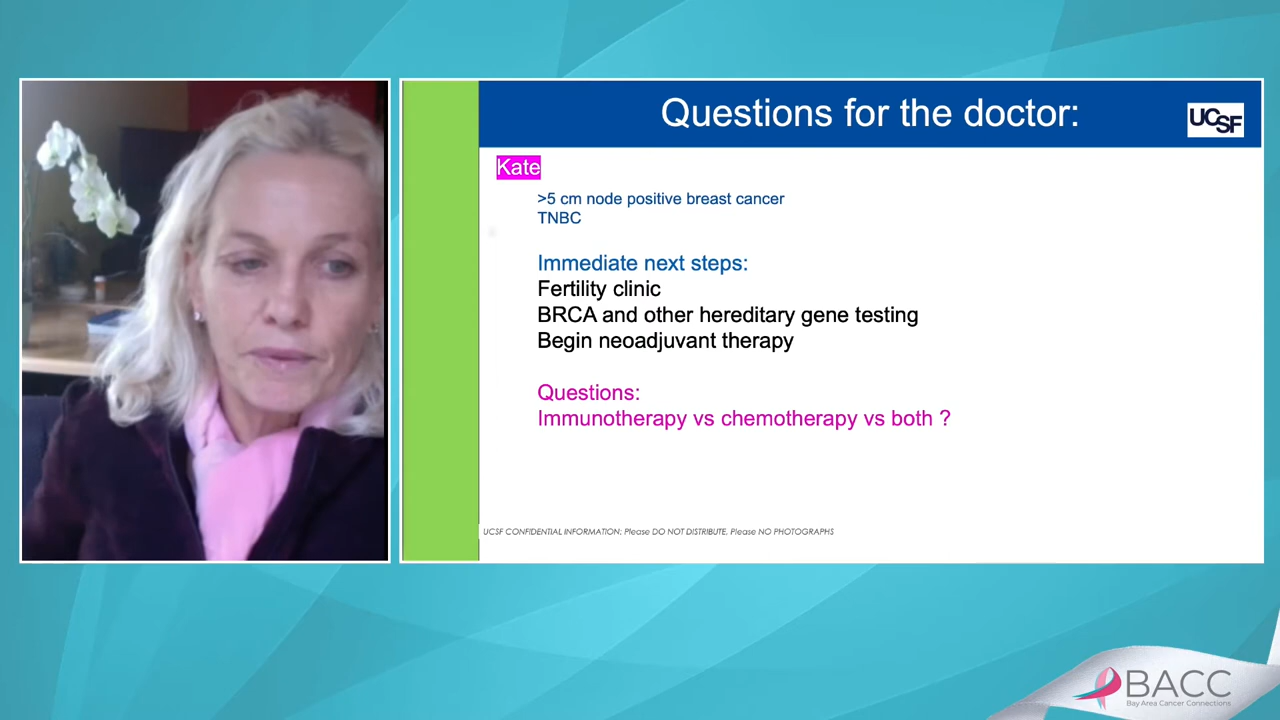 Questions for the doctor:
UCSF
Kate
>5 cm node positive breast cancer
TNBC
Immediate next steps:
Fertility clinic
BRCA and other hereditary gene testing
Begin neoadjuvant therapy
Questions:
Immunotherapy vs chemotherapy vs both ?
UCSF CONFIDENTIAL INFORMATION: Please DO NOT DISTRIBUTE, Please NO PHOTOGRAPHS
BACC
Bay Area Cancer Connections